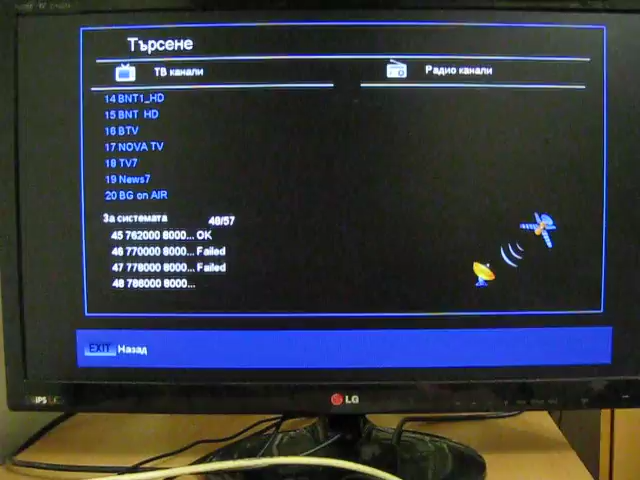 Търсене
ТВ канали
Радио канали
14 BNT1_HD
15 BNT HD
16 BTV
17 NOVA TV
18 TV7
19 News7
20 BG on AIR
За системата 48/57
45 762000 8000... OK
46 770000 8000... Failed
47 778000 8000... Failed
48 786000 8000...
EXIT Назад
IPS
LG